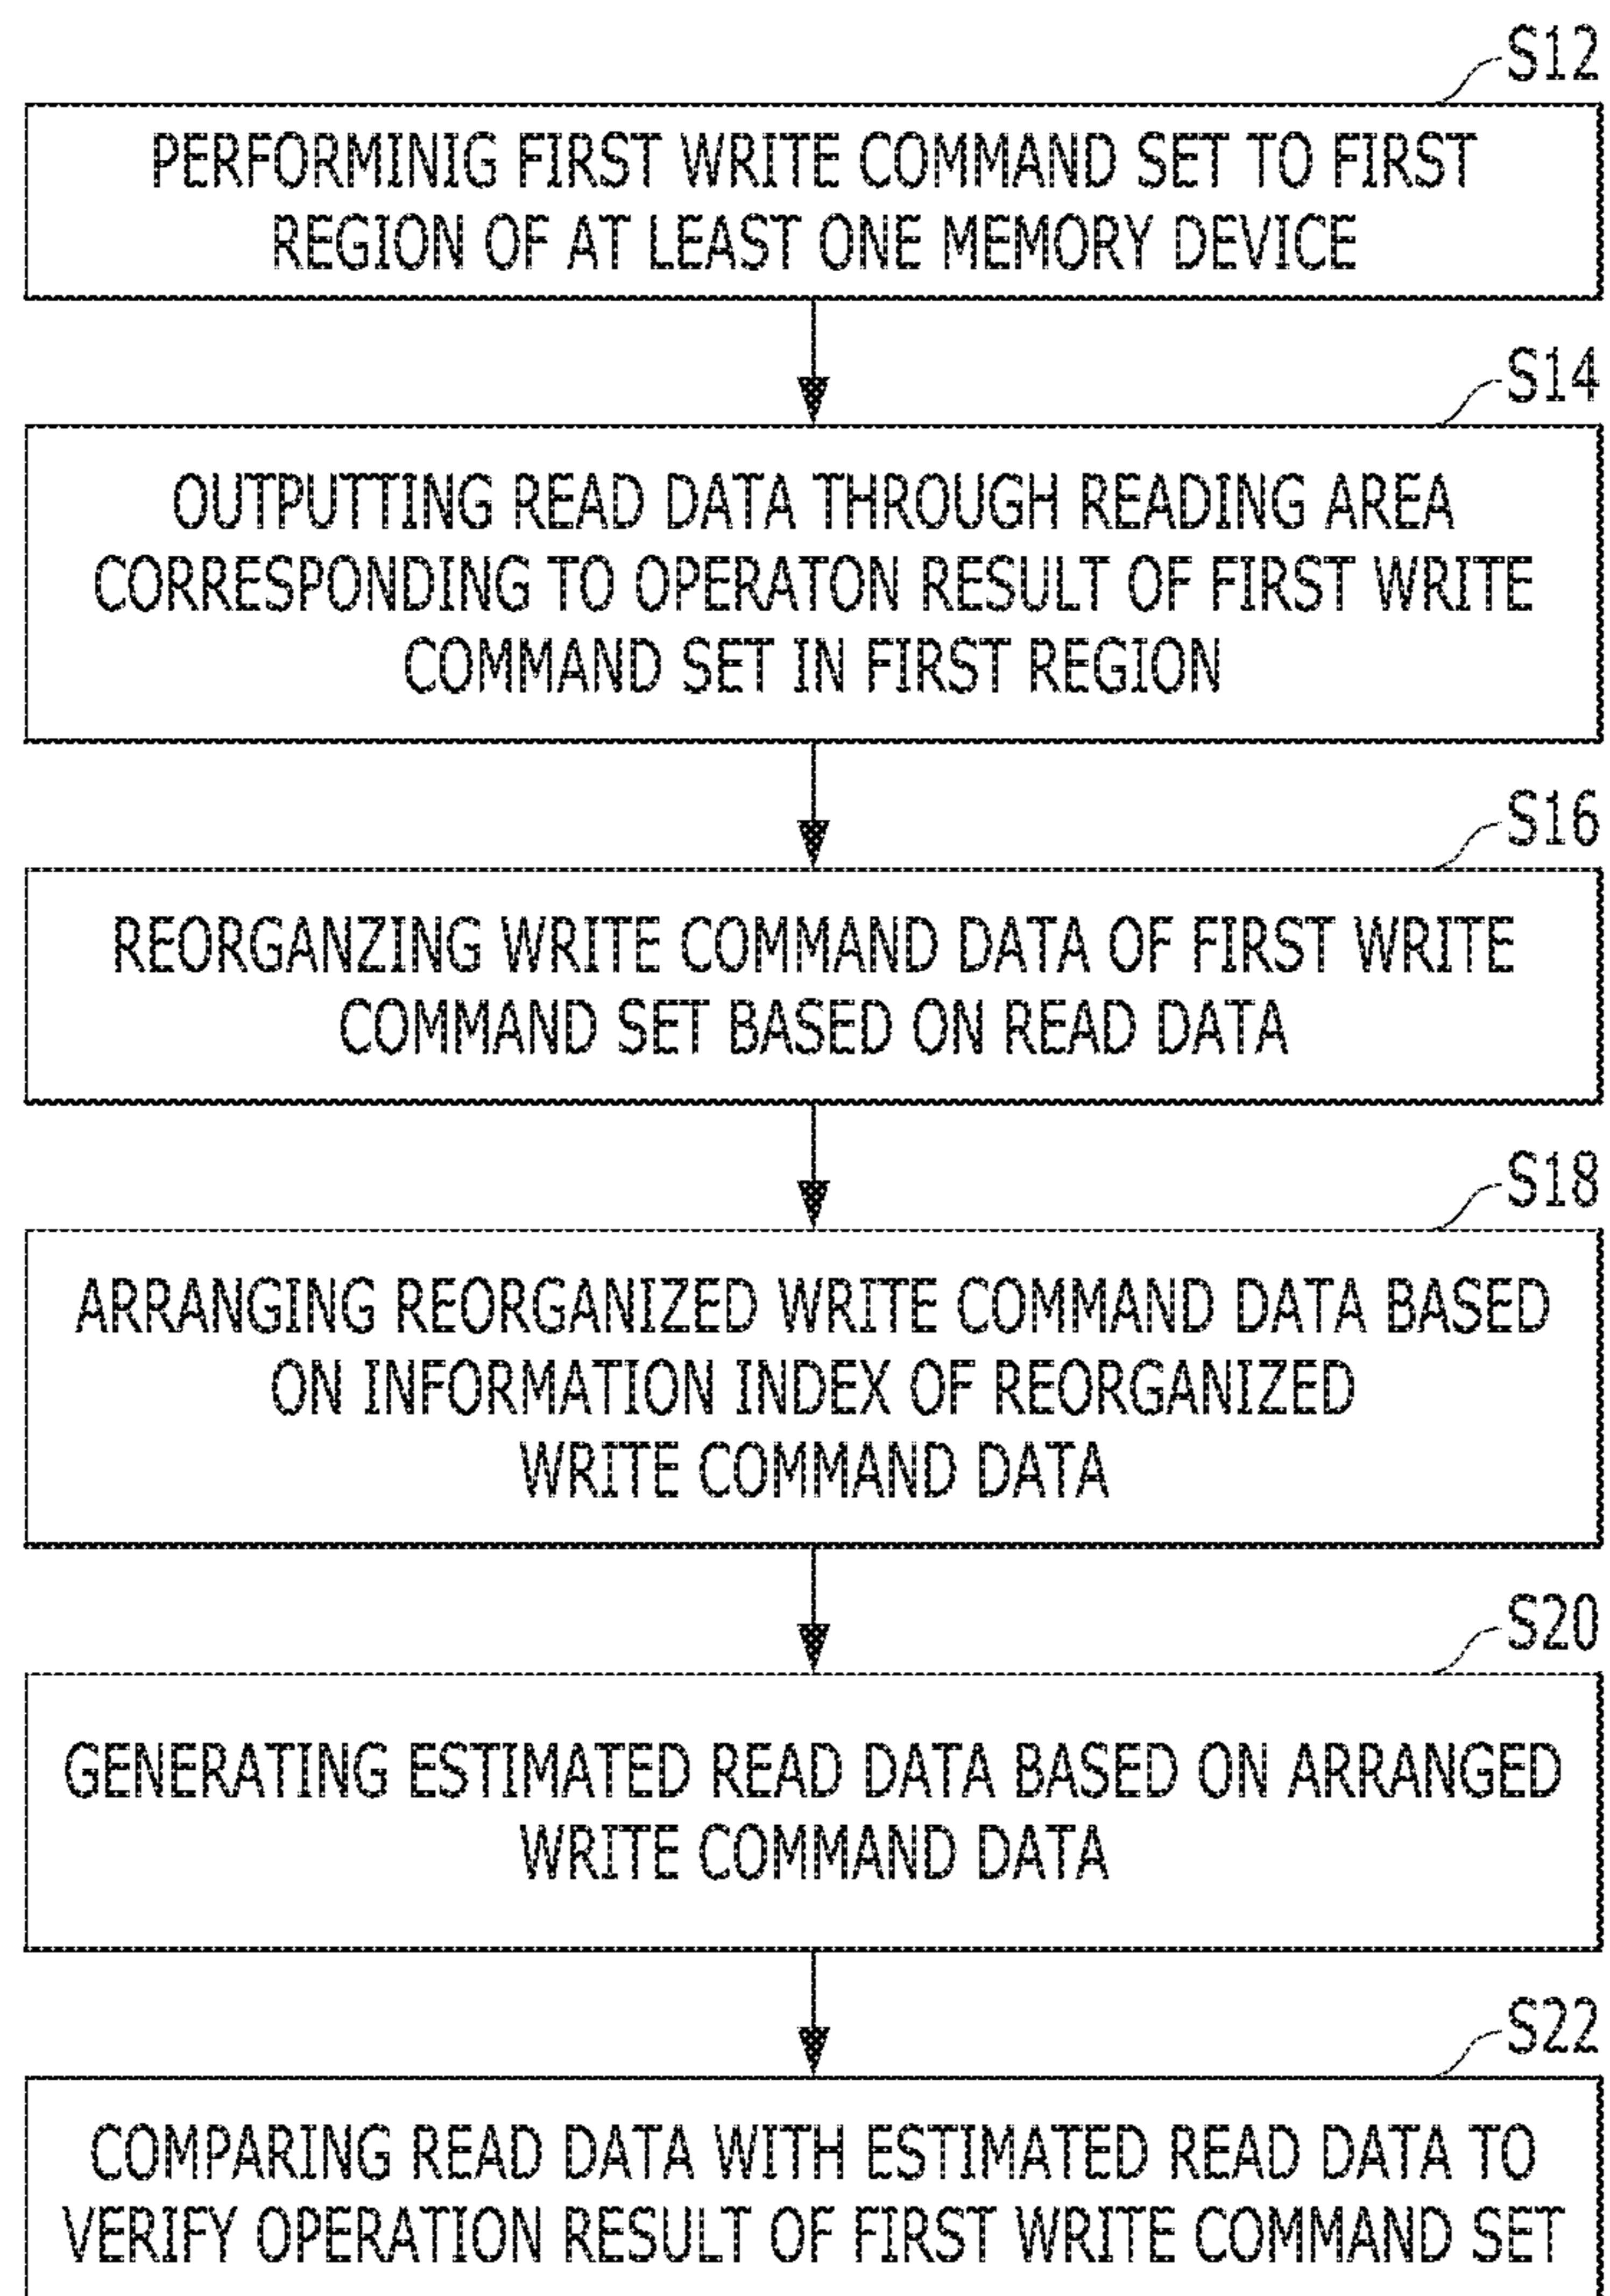 S12
PERFORMINIG FIRST WRITE COMMAND SET TO FIRST
REGION OF AT LEAST ONE MEMORY DEVICE
S14
OUTPUTTING READ DATA THROUGH READING AREA
CORRESPONDING TO OPERATON RESULT OF FIRST WRITE
COMMAND SET IN FIRST REGION
S16
REORGANZING WRITE COMMAND DATA OF FIRST WRITE
COMMAND SET BASED ON READ DATA
S18
ARRANGING REORGANIZED WRITE COMMAND DATA BASED
ON INFORMATION INDEX OF REORGANIZED
WRITE COMMAND DATA
S20
GENERATING ESTIMATED READ DATA BASED ON ARRANGED
WRITE COMMAND DATA
S22
COMPARING READ DATA WITH ESTIMATED READ DATA TO
VERIFY OPERATION RESULT OF FIRST WRITE COMMAND SET